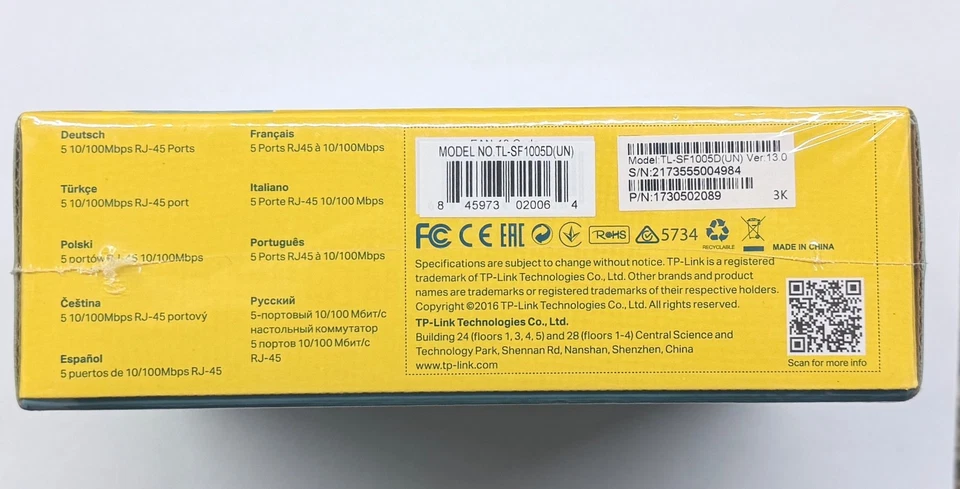 Deutsch
5 10/100Mbps RJ-45 Ports
Türkçe
5 10/100Mbps RJ-45 port
Polski
5 portów RJ-45 10/100Mbps
Čeština
5 10/100Mbps RJ-45 portový
Español
5 puertos de 10/100Mbps RJ-45
Français
5 Ports RJ45 à 10/100Mbps
Italiano
5 Porte RJ-45 10/100 Mbps
Português
5 Ports RJ45 à 10/100Mbps
Русский
5-портовый 10/100 Мбит/с
настольный коммутатор
5 портов 10/100 Мбит/с
RJ-45
MODEL NO.TL-SF1005D(UN)
8 45973 02006 4
Model:TL-SF1005D(UN) Ver:13.0
S/N:2173555004984
P/N:1730502089 3K
FC CE EAC RoHS 5734 RECYCLABLE MADE IN CHINA
Specifications are subject to change without notice. TP-Link is a registered
trademark of TP-Link Technologies Co., Ltd. Other brands and product
names are trademarks or registered trademarks of their respective holders.
Copyright ©2016 TP-Link Technologies Co., Ltd. All rights reserved.
TP-Link Technologies Co., Ltd.
Building 24 (floors 1, 3, 4, 5) and 28 (floors 1-4) Central Science and
Technology Park, Shennan Rd, Nanshan, Shenzhen, China
www.tp-link.com
Scan for more info